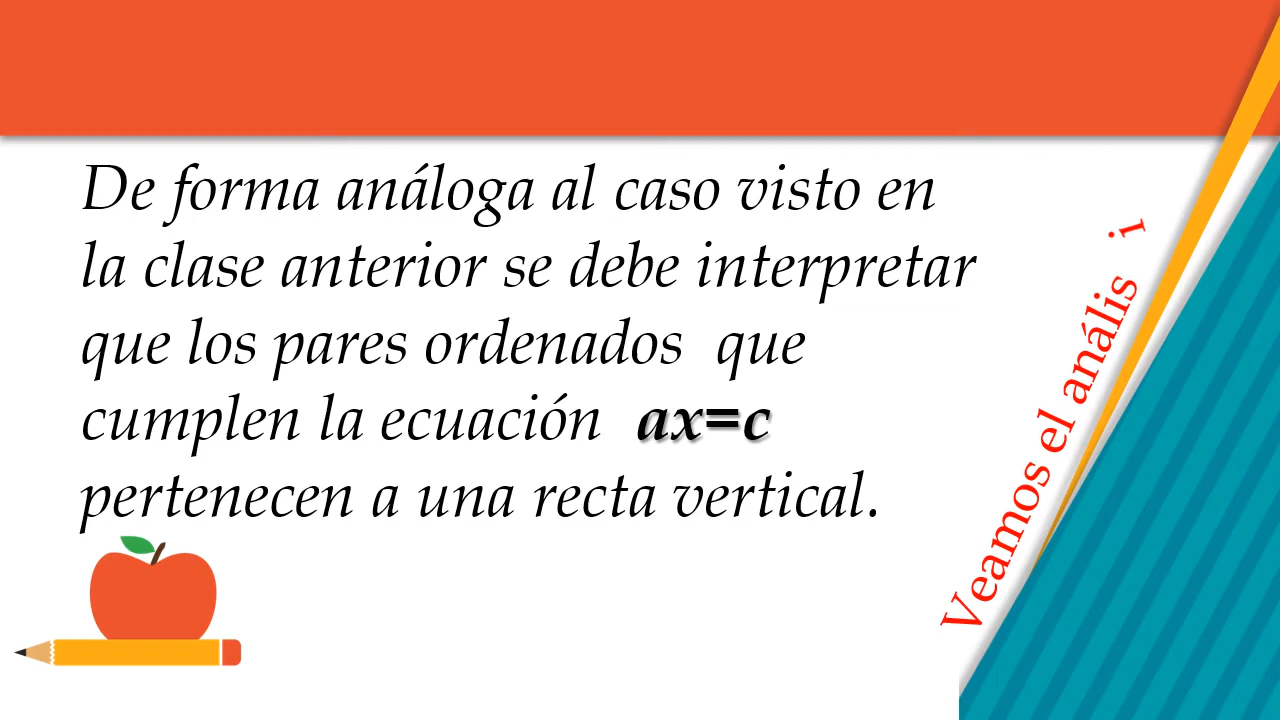 De forma análoga al caso visto en
la clase anterior se debe interpretar
que los pares ordenados que
cumplen la ecuación ax=c
pertenecen a una recta vertical.
Veamos el anális i